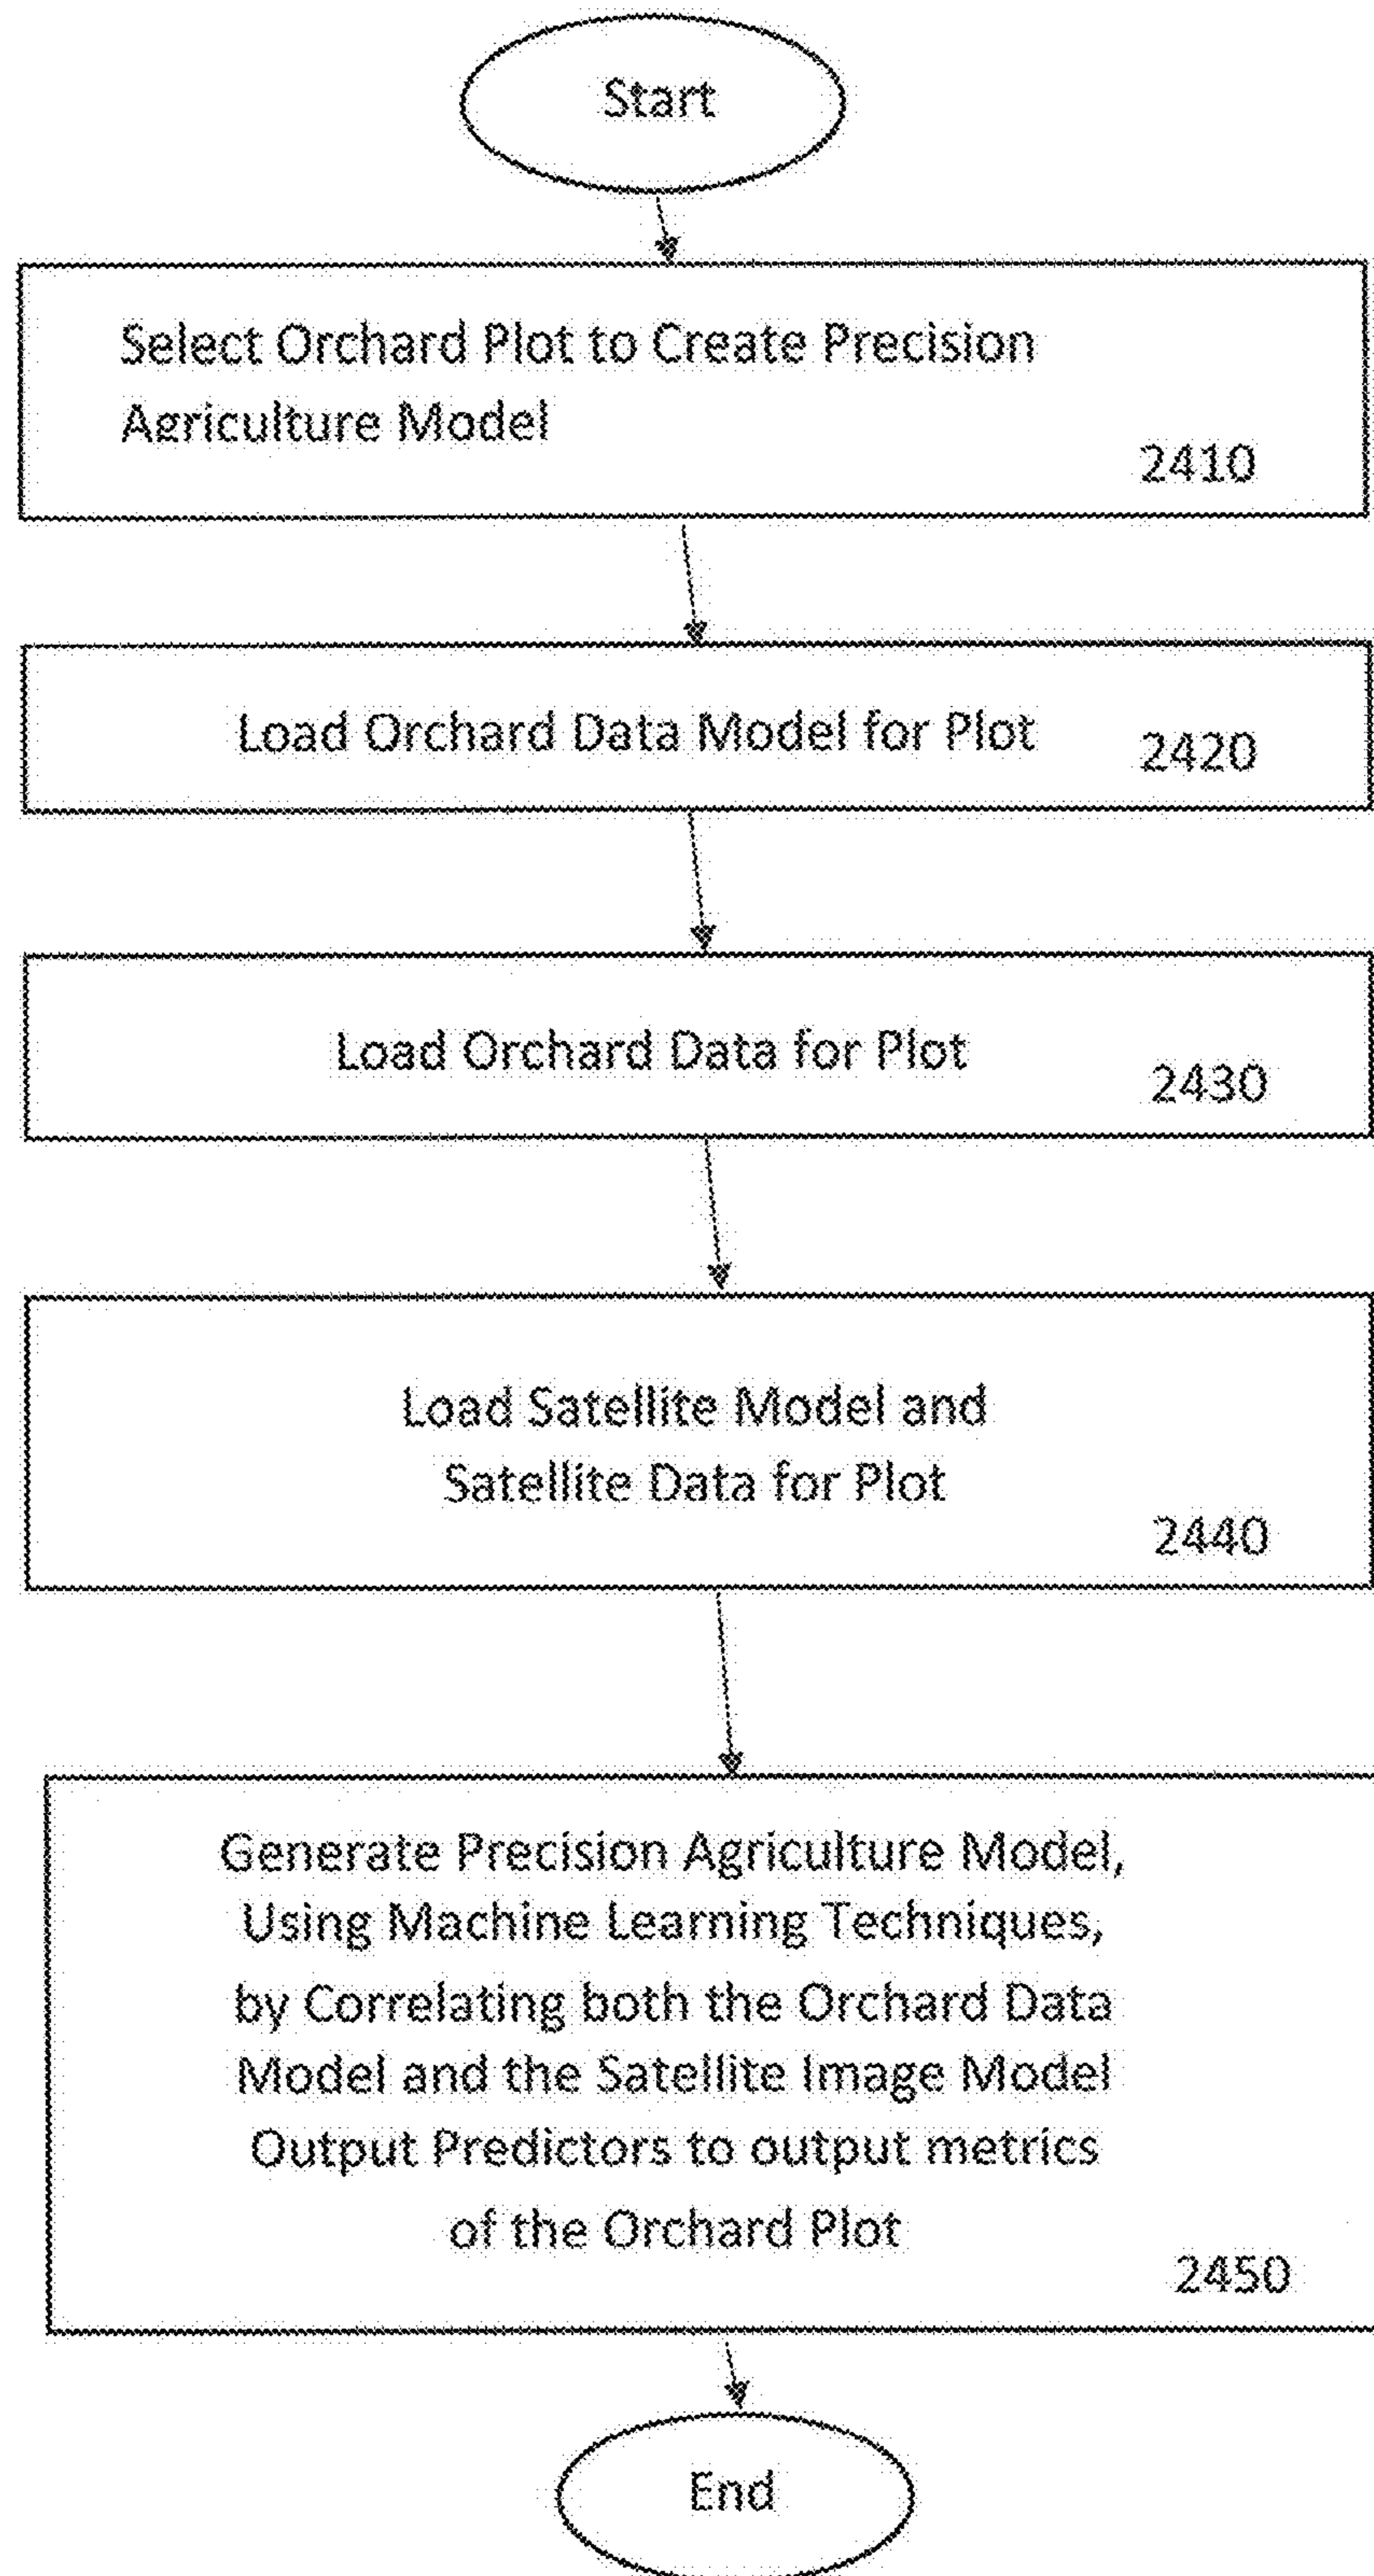 Start
Select Orchard Plot to Create Precision
Agriculture Model
2410
Load Orchard Data Model for Plot 2420
Load Orchard Data for Plot
2430
Load Satellite Model and
Satellite Data for Plot
2440
Generate Precision Agriculture Model,
Using Machine Learning Techniques,
by Correlating both the Orchard Data
Model and the Satellite Image Model
Output Predictors to output metrics
of the Orchard Plot
2450
End